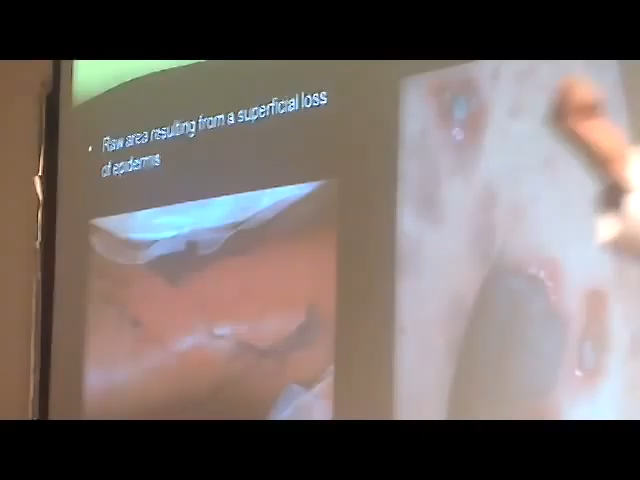 • Raw area resulting from a superficial loss
of epidermis